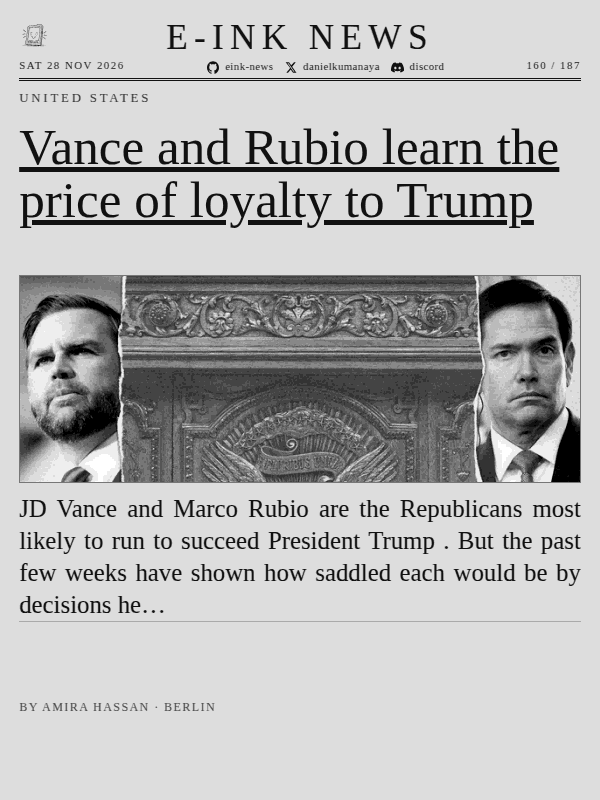 E-INK NEWS
SAT 28 NOV 2026
eink-news
danielkumanaya
discord
160 / 187
UNITED STATES
Vance and Rubio learn the
price of loyalty to Trump
JD Vance and Marco Rubio are the Republicans most
likely to run to succeed President Trump . But the past
few weeks have shown how saddled each would be by
decisions he…
BY AMIRA HASSAN · BERLIN